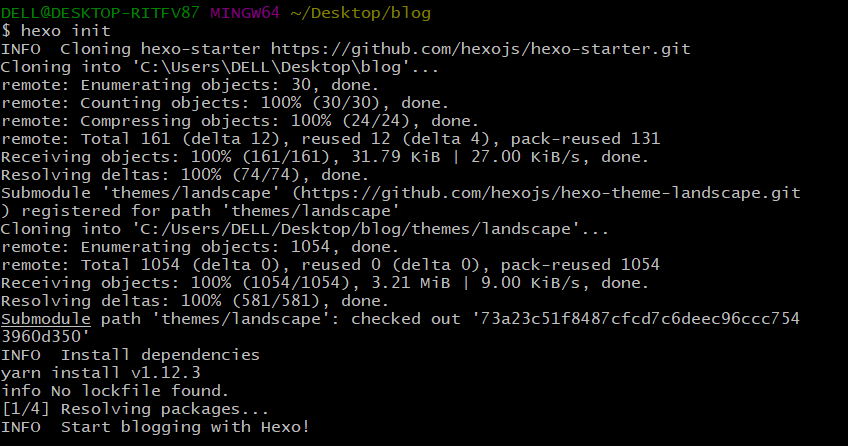 DELL@DESKTOP-RITFV87 MINGW64 ~/Desktop/blog
$ hexo init
INFO  Cloning hexo-starter https://github.com/hexojs/hexo-starter.git
Cloning into 'C:\Users\DELL\Desktop\blog'...
remote: Enumerating objects: 30, done.
remote: Counting objects: 100% (30/30), done.
remote: Compressing objects: 100% (24/24), done.
remote: Total 161 (delta 12), reused 12 (delta 4), pack-reused 131
Receiving objects: 100% (161/161), 31.79 KiB | 27.00 KiB/s, done.
Resolving deltas: 100% (74/74), done.
Submodule 'themes/landscape' (https://github.com/hexojs/hexo-theme-landscape.git
) registered for path 'themes/landscape'
Cloning into 'C:/Users/DELL/Desktop/blog/themes/landscape'...
remote: Enumerating objects: 1054, done.
remote: Total 1054 (delta 0), reused 0 (delta 0), pack-reused 1054
Receiving objects: 100% (1054/1054), 3.21 MiB | 9.00 KiB/s, done.
Resolving deltas: 100% (581/581), done.
Submodule path 'themes/landscape': checked out '73a23c51f8487cfcd7c6deec96ccc754
3960d350'
INFO  Install dependencies
yarn install v1.12.3
info No lockfile found.
[1/4] Resolving packages...
INFO  Start blogging with Hexo!